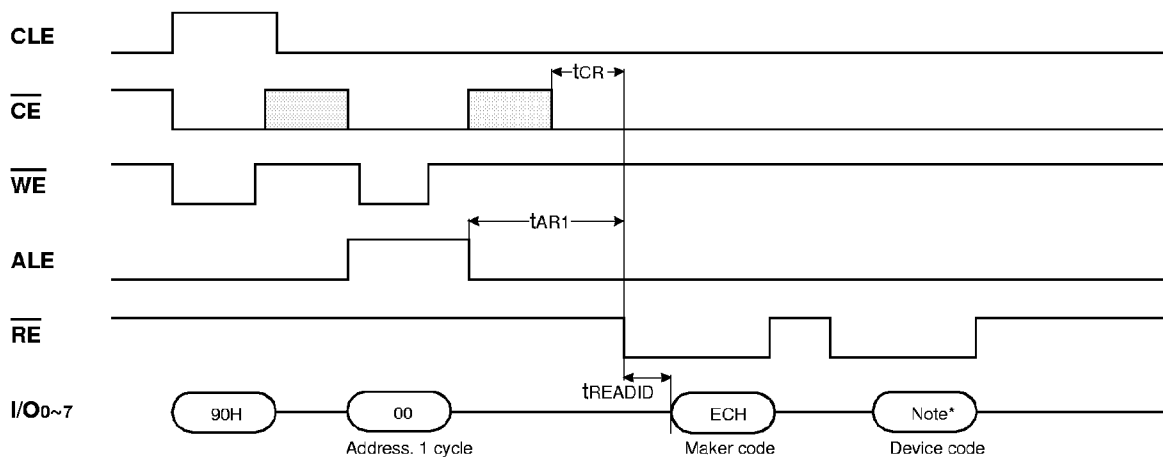 CLE
tCR
CE
WE
tAR1
ALE
RE
tREADID
I/O0~7
90H
00
ECH
Note*
Address. 1 cycle
Maker code
Device code